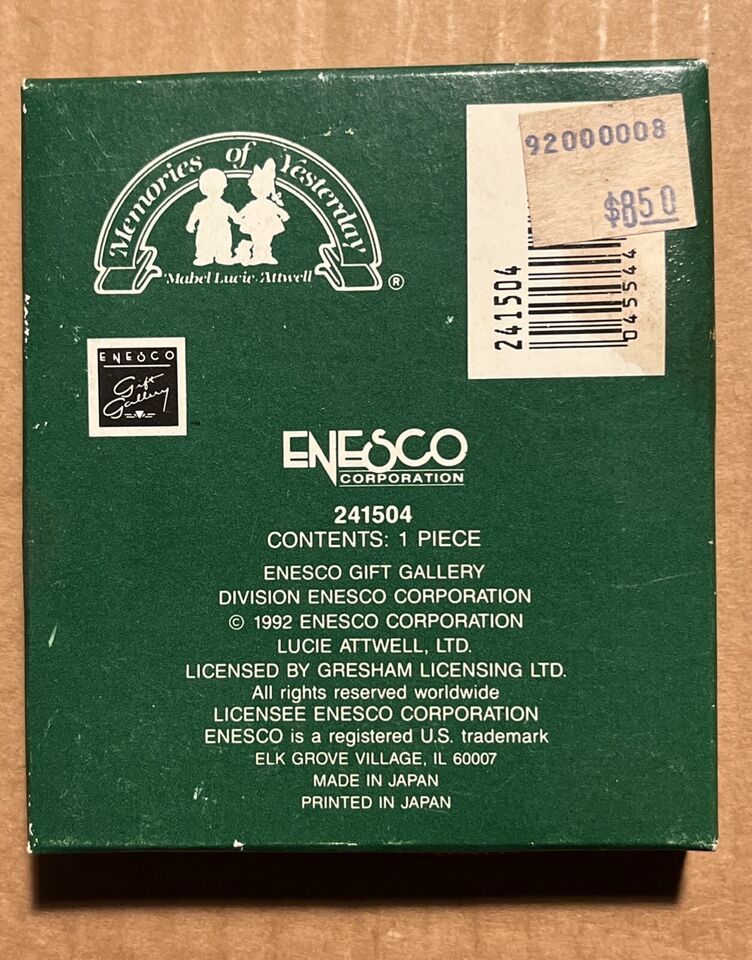 Memories of Yesterday
Mabel Lucie Attwell ®
92000008
$8.50
241504
045544
ENESCO
Gift
Gallery
ENESCO
CORPORATION
241504
CONTENTS: 1 PIECE
ENESCO GIFT GALLERY
DIVISION ENESCO CORPORATION
© 1992 ENESCO CORPORATION
LUCIE ATTWELL, LTD.
LICENSED BY GRESHAM LICENSING LTD.
All rights reserved worldwide
LICENSEE ENESCO CORPORATION
ENESCO is a registered U.S. trademark
ELK GROVE VILLAGE, IL 60007
MADE IN JAPAN
PRINTED IN JAPAN